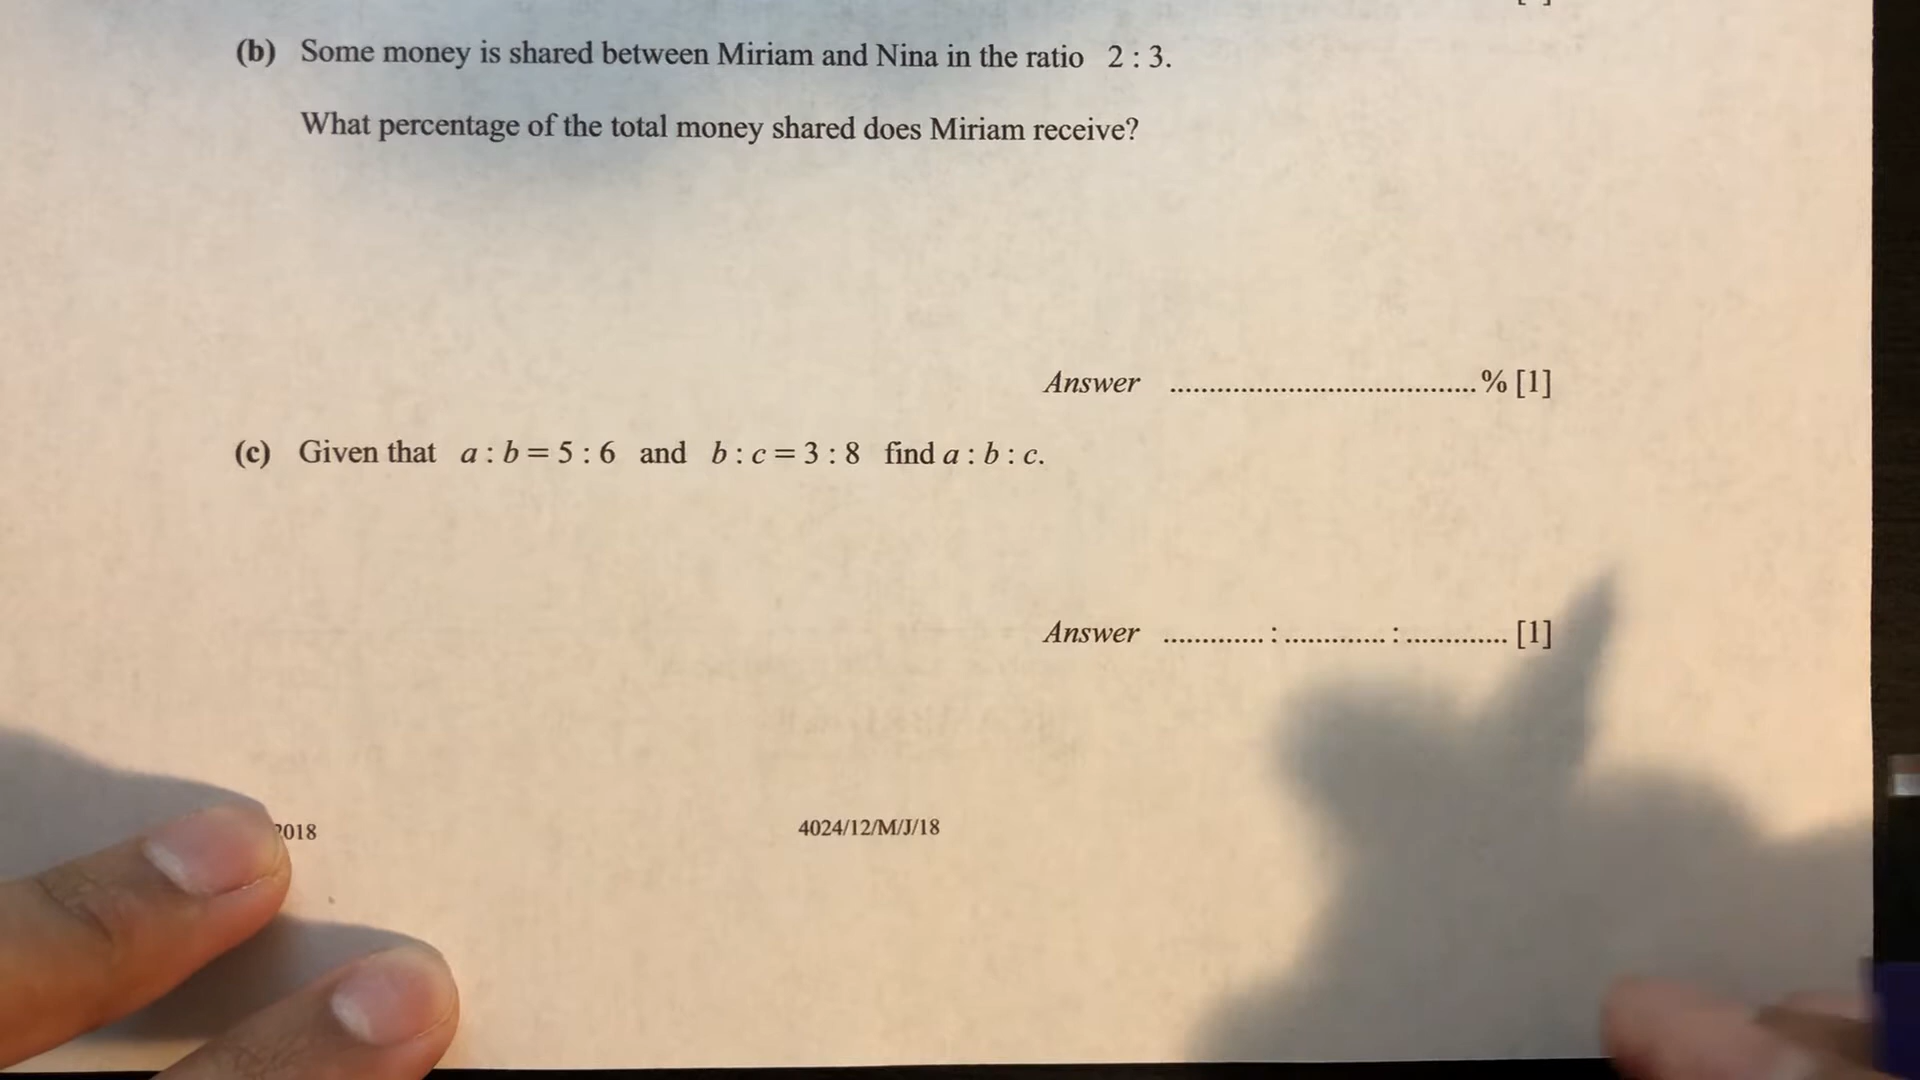 (b) Some money is shared between Miriam and Nina in the ratio 2 : 3.
What percentage of the total money shared does Miriam receive?
Answer ....................................... % [1]
(c) Given that a : b = 5 : 6 and b : c = 3 : 8 find a : b : c.
Answer ............. : ............. : ............. [1]
2018 4024/12/M/J/18